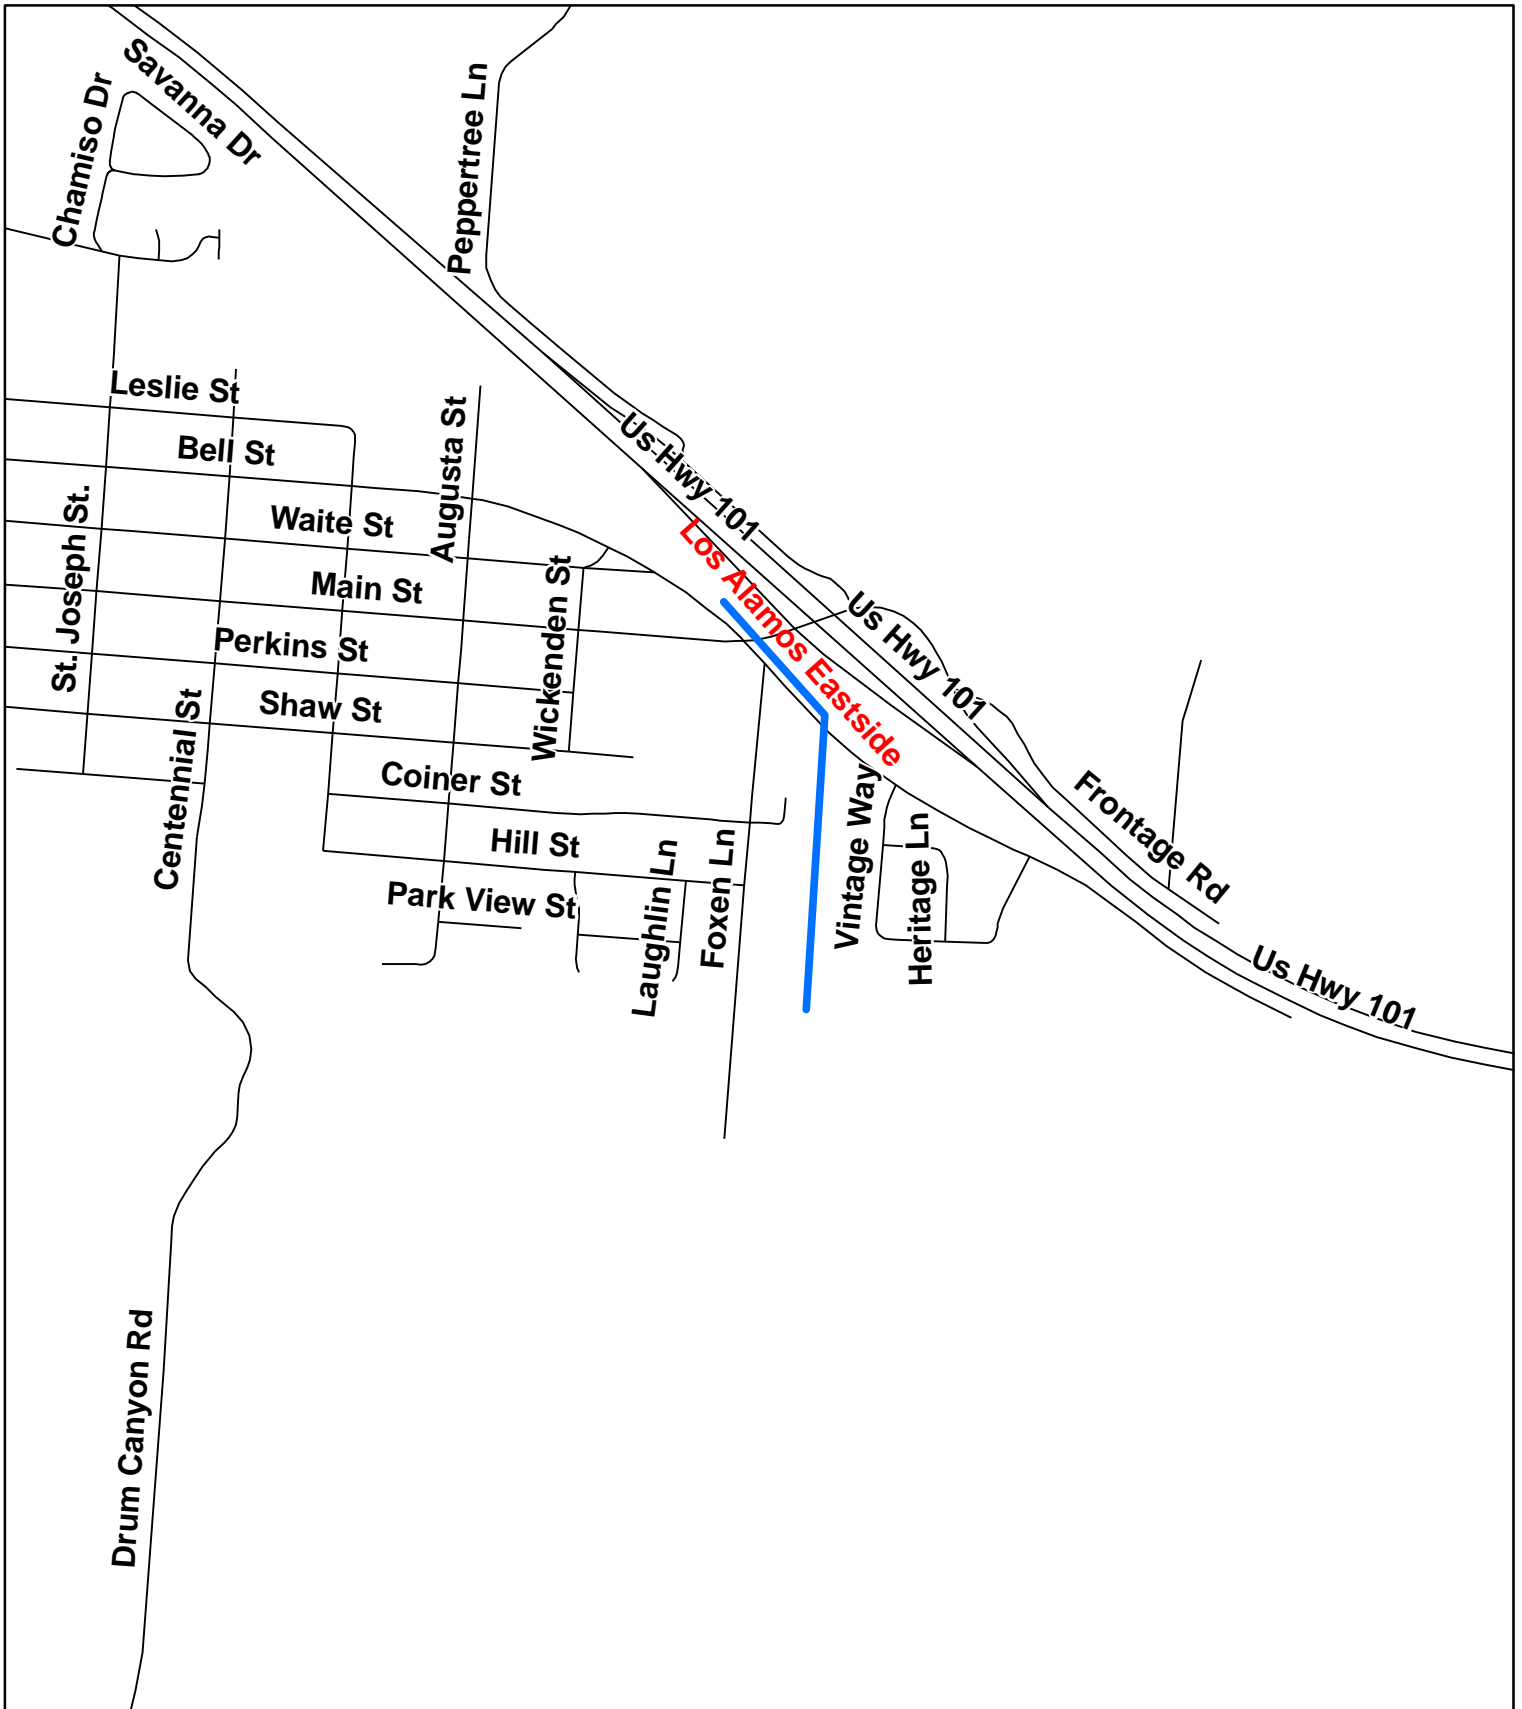 Savanna Dr
Chamiso Dr
Peppertree Ln
Leslie St
Bell St
Augusta St
Us Hwy 101
Waite St
St. Joseph St.
Los Alamos Eastside
Main St
Wickenden St
Us Hwy 101
Perkins St
Shaw St
Centennial St
Coiner St
Vintage Way
Frontage Rd
Hill St
Heritage Ln
Laughlin Ln
Foxen Ln
Park View St
Us Hwy 101
Drum Canyon Rd